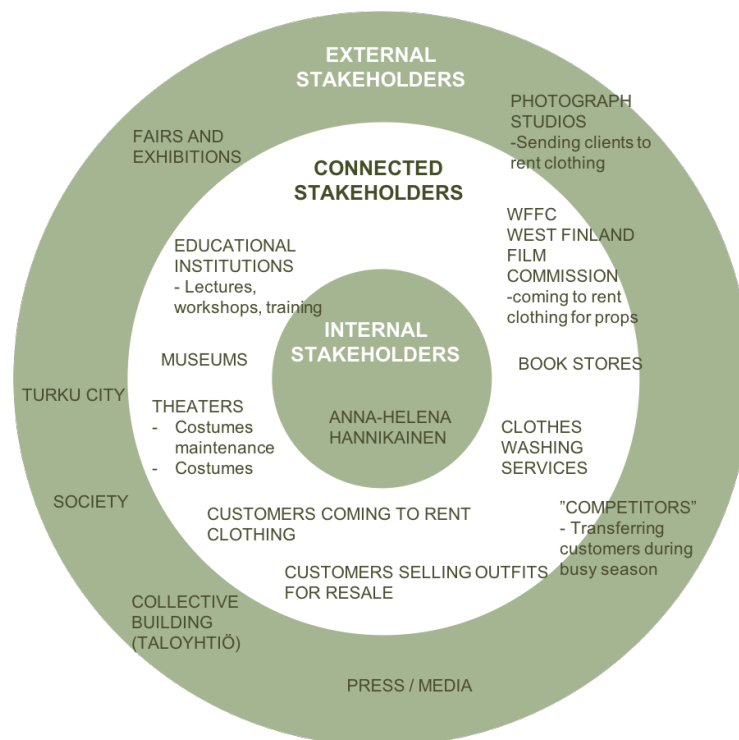 EXTERNAL
STAKEHOLDERS
PHOTOGRAPH
STUDIOS
-Sending clients to
rent clothing
FAIRS AND
EXHIBITIONS
CONNECTED
STAKEHOLDERS
WFFC
WEST FINLAND
FILM
COMMISSION
-coming to rent
clothing for props
EDUCATIONAL
INSTITUTIONS
- Lectures,
workshops, training
INTERNAL
STAKEHOLDERS
MUSEUMS
BOOK STORES
TURKU CITY
THEATERS
- Costumes
maintenance
- Costumes
ANNA-HELENA
HANNIKAINEN
CLOTHES
WASHING
SERVICES
SOCIETY
CUSTOMERS COMING TO RENT
CLOTHING
"COMPETITORS"
- Transferring
customers during
busy season
CUSTOMERS SELLING OUTFITS
FOR RESALE
COLLECTIVE
BUILDING
(TALOYHTIÖ)
PRESS / MEDIA